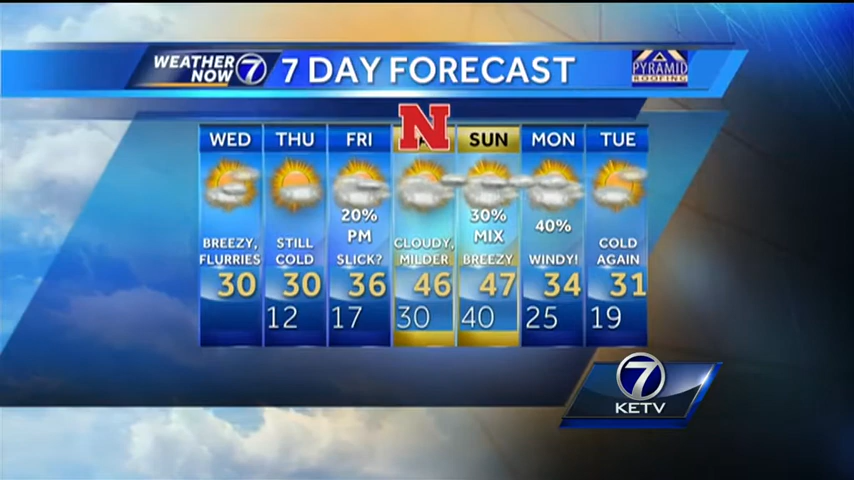 WEATHER
NOW 7
7 DAY FORECAST
PYRAMID
ROOFING
N
WED THU FRI SUN MON TUE
20%
PM
30%
MIX
40%
BREEZY,
FLURRIES
STILL
COLD
SLICK?
CLOUDY,
MILDER
BREEZY
WINDY!
COLD
AGAIN
30 30 36 46 47 34 31
12 17 30 40 25 19
7
KETV